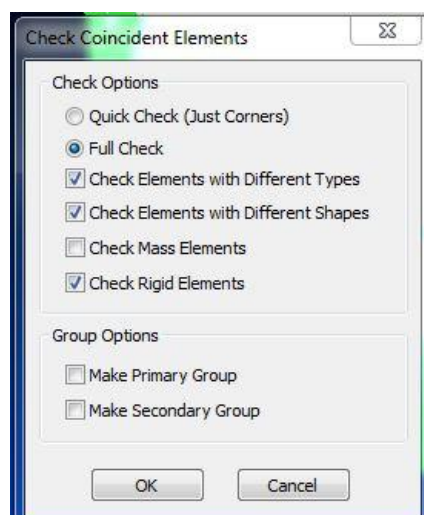 Check Coincident Elements
Check Options
Quick Check (Just Corners)
Full Check
Check Elements with Different Types
Check Elements with Different Shapes
Check Mass Elements
Check Rigid Elements
Group Options
Make Primary Group
Make Secondary Group
OK Cancel